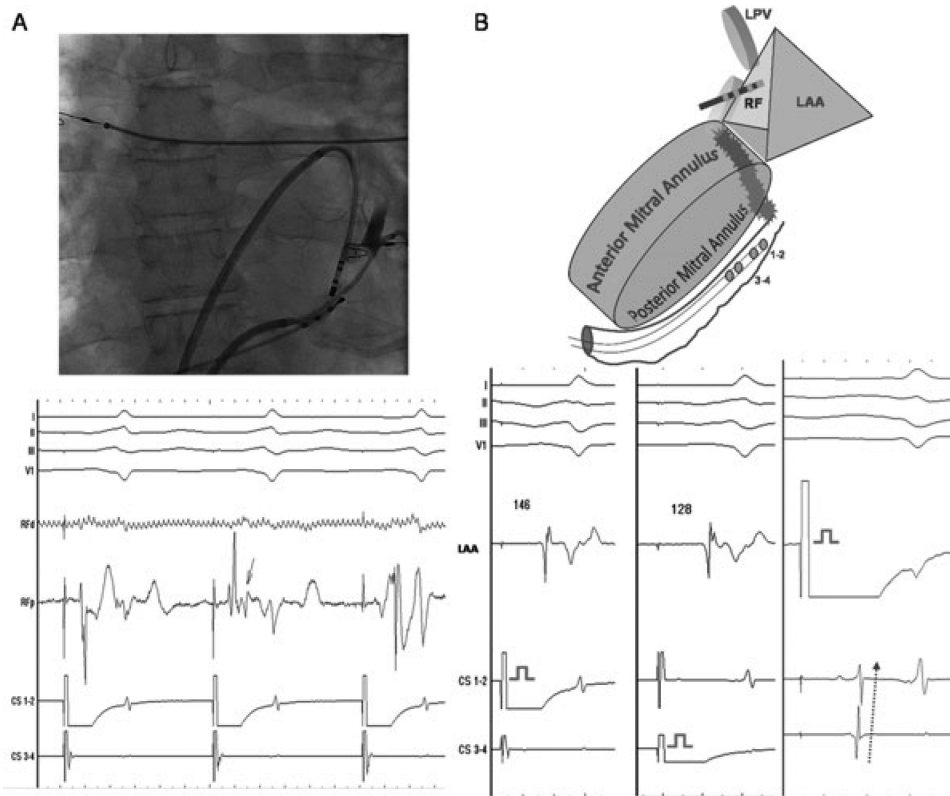 A
B
LPV
RF
LAA
Anterior Mitral Annulus
Posterior Mitral Annulus
1-2
3-4
I
II
III
V1
RFd
RFp
CS 1-2
CS 3-4
I
II
III
V1
146
128
LAA
CS 1-2
CS 3-4